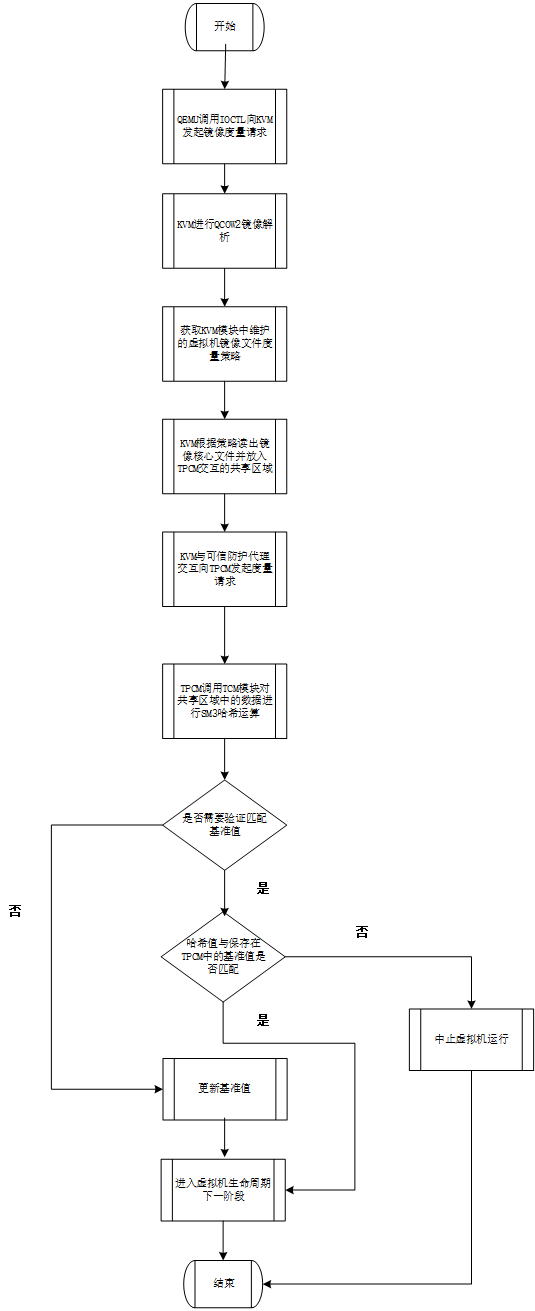 开始
QEMU调用IOCTL向KVM
发起镜像度量请求
KVM进行QCOW2镜像解
析
获取KVM模块中维护
的虚拟机镜像文件度
量策略
KVM根据策略读出镜
像核心文件并放入
TPCM交互的共享区域
KVM与可信防护代理
交互向TPCM发起度量
请求
TPCM调用TCM模块对
共享区域中的数据进
行SM3哈希运算
是否需要验证匹配
基准值
是
否
哈希值与保存在
TPCM中的基准值是
否匹配
否
是
中止虚拟机运行
更新基准值
进入虚拟机生命周期
下一阶段
结束